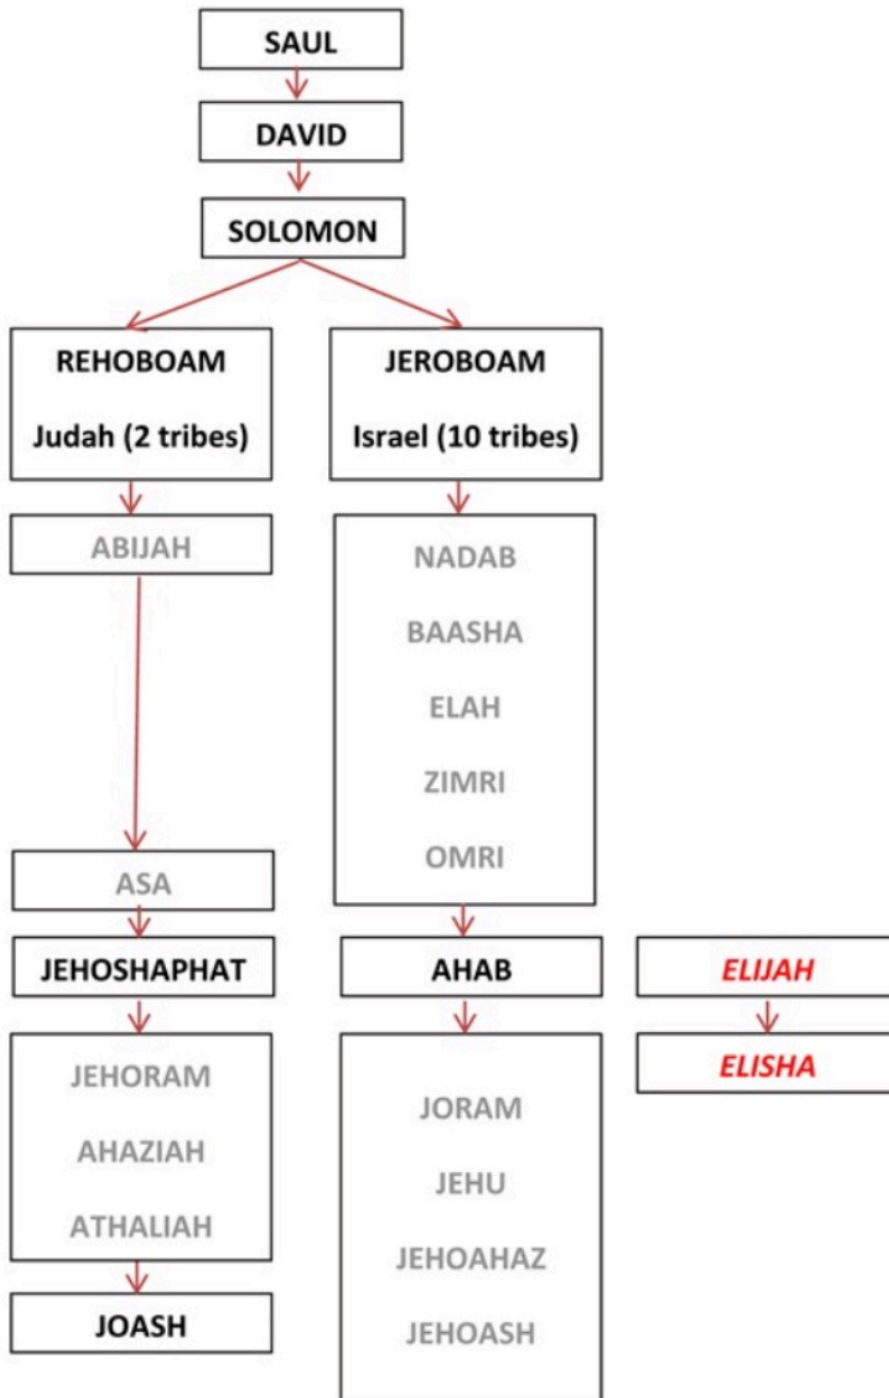 SAUL
DAVID
SOLOMON
REHOBOAM
Judah (2 tribes)
JEROBOAM
Israel (10 tribes)
ABIJAH
NADAB
BAASHA
ELAH
ZIMRI
OMRI
ASA
JEHOSHAPHAT
AHAB
ELIJAH
JEHORAM
AHAZIAH
ATHALIAH
JORAM
JEHU
JEHOAHAZ
JEHOASH
ELISHA
JOASH